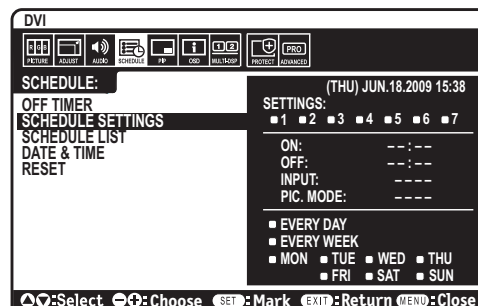 DVI
RGB
PICTURE ADJUST AUDIO SCHEDULE PIP OSD MULTI-DSP PROTECT ADVANCED
1 2
PRO
SCHEDULE:
OFF TIMER
SCHEDULE SETTINGS
SCHEDULE LIST
DATE & TIME
RESET
(THU) JUN.18.2009 15:38
SETTINGS:
1 2 3 4 5 6 7
ON: --:--
OFF: --:--
INPUT: ----
PIC. MODE: ----
EVERY DAY
EVERY WEEK
MON TUE WED THU
FRI SAT SUN
:Select :Choose SET:Mark EXIT:Return MENU:Close